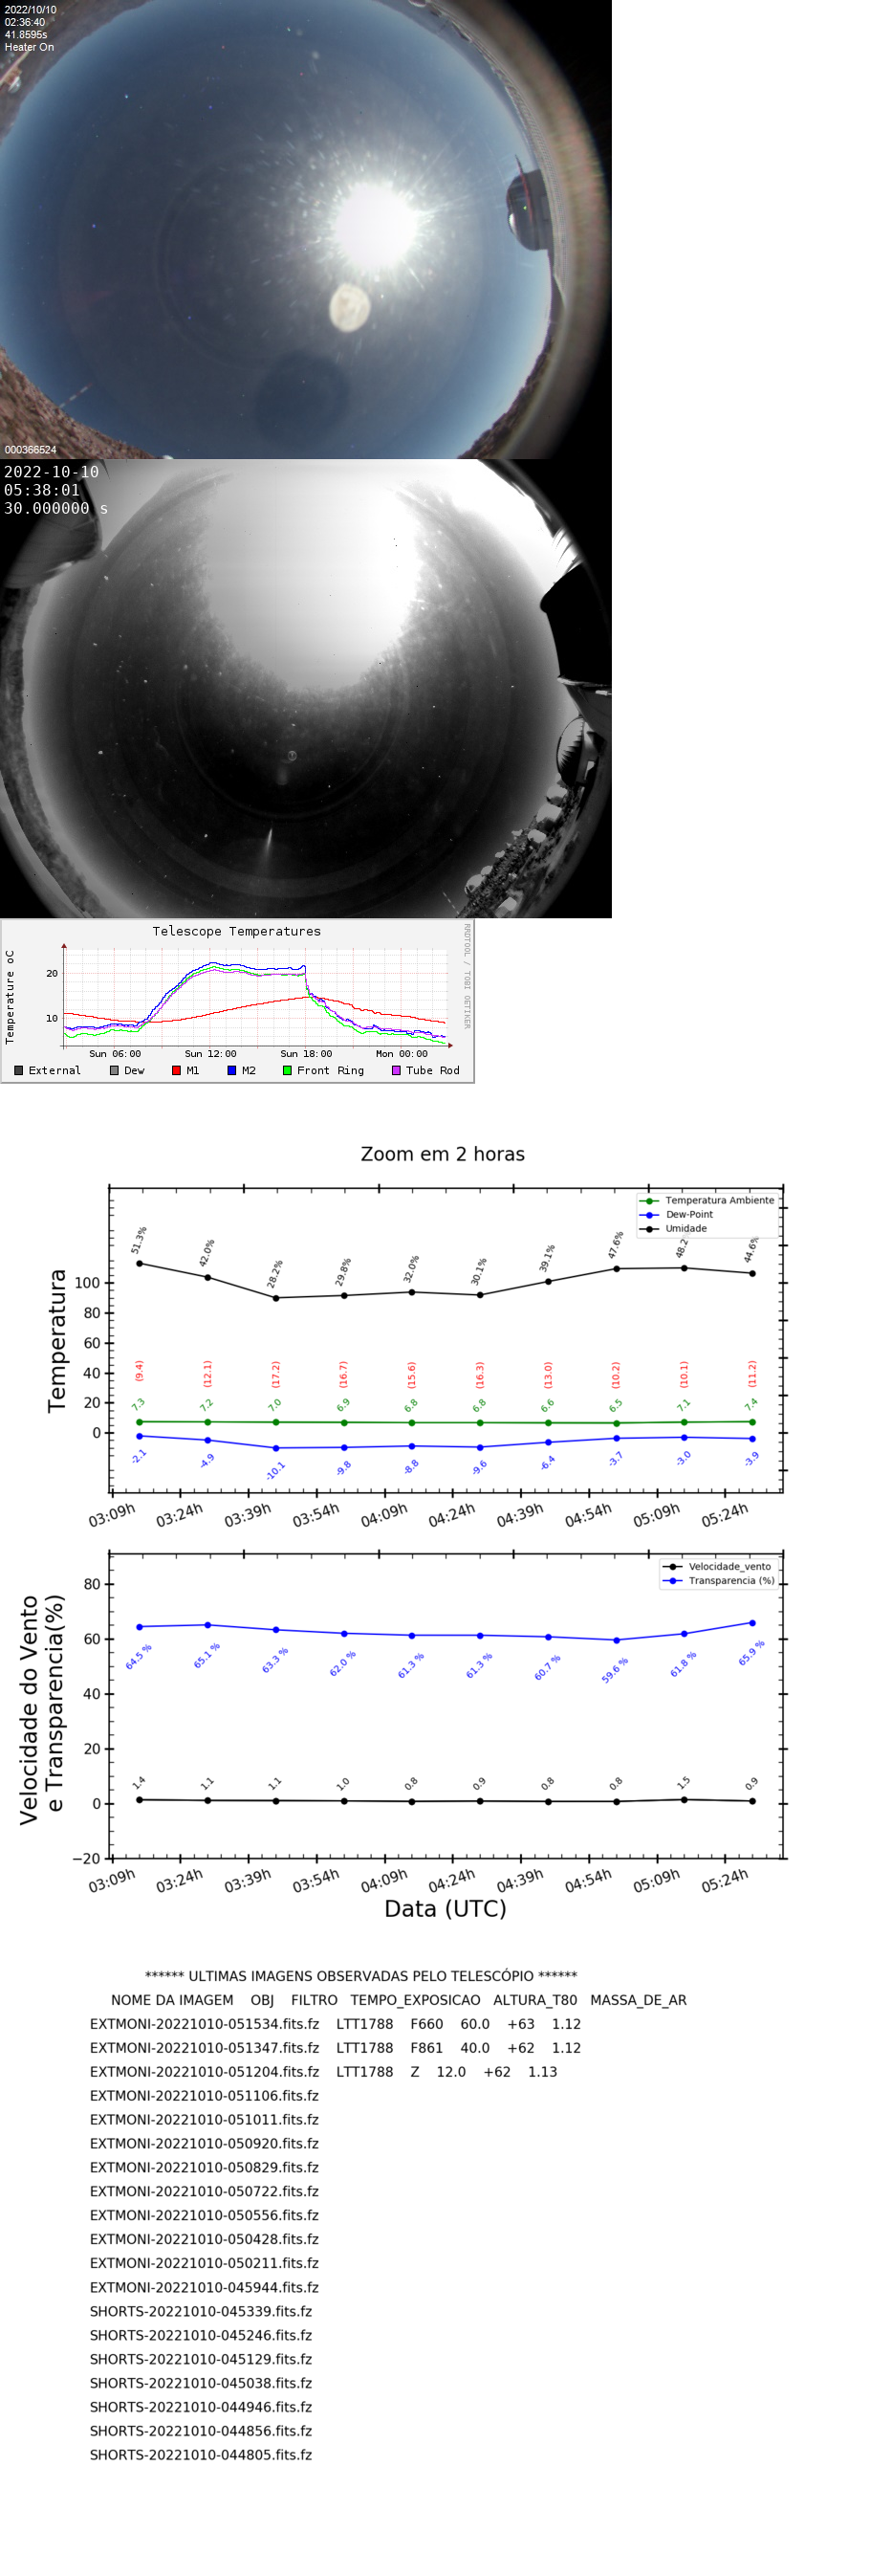 2022/10/10
02:36:40
41.8595s
Heater On
000366524
2022-10-10
05:38:01
30.000000 s
Telescope Temperatures
RRDTOOL / TOBI OETIKER
Temperature oC
20
10
Sun 06:00 Sun 12:00 Sun 18:00 Mon 00:00
External Dew M1 M2 Front Ring Tube Rod
Zoom em 2 horas
Temperatura Ambiente
Dew-Point
Umidade
51.3% 42.0% 28.2% 29.8% 32.0% 30.1% 39.1% 47.6% 48.2 44.6%
Temperatura
100
80
60
40
20
0
(9.4) (12.1) (17.2) (16.7) (15.6) (16.3) (13.0) (10.2) (10.1) (11.2)
7.3 7.2 7.0 6.9 6.8 6.8 6.6 6.5 7.1 7.4
-2.1 -4.9 -10.1 -9.8 -8.8 -9.6 -6.4 -3.7 -3.0 -3.9
03:09h 03:24h 03:39h 03:54h 04:09h 04:24h 04:39h 04:54h 05:09h 05:24h
Velocidade_vento
Transparencia (%)
Velocidade do Vento
e Transparencia(%)
80
60
40
20
0
−20
64.5 % 65.1 % 63.3 % 62.0 % 61.3 % 61.3 % 60.7 % 59.6 % 61.8 % 65.9 %
1.4 1.1 1.1 1.0 0.8 0.9 0.8 0.8 1.5 0.9
03:09h 03:24h 03:39h 03:54h 04:09h 04:24h 04:39h 04:54h 05:09h 05:24h
Data (UTC)
****** ULTIMAS IMAGENS OBSERVADAS PELO TELESCÓPIO ******
NOME DA IMAGEM OBJ FILTRO TEMPO_EXPOSICAO ALTURA_T80 MASSA_DE_AR
EXTMONI-20221010-051534.fits.fz LTT1788 F660 60.0 +63 1.12
EXTMONI-20221010-051347.fits.fz LTT1788 F861 40.0 +62 1.12
EXTMONI-20221010-051204.fits.fz LTT1788 Z 12.0 +62 1.13
EXTMONI-20221010-051106.fits.fz
EXTMONI-20221010-051011.fits.fz
EXTMONI-20221010-050920.fits.fz
EXTMONI-20221010-050829.fits.fz
EXTMONI-20221010-050722.fits.fz
EXTMONI-20221010-050556.fits.fz
EXTMONI-20221010-050428.fits.fz
EXTMONI-20221010-050211.fits.fz
EXTMONI-20221010-045944.fits.fz
SHORTS-20221010-045339.fits.fz
SHORTS-20221010-045246.fits.fz
SHORTS-20221010-045129.fits.fz
SHORTS-20221010-045038.fits.fz
SHORTS-20221010-044946.fits.fz
SHORTS-20221010-044856.fits.fz
SHORTS-20221010-044805.fits.fz